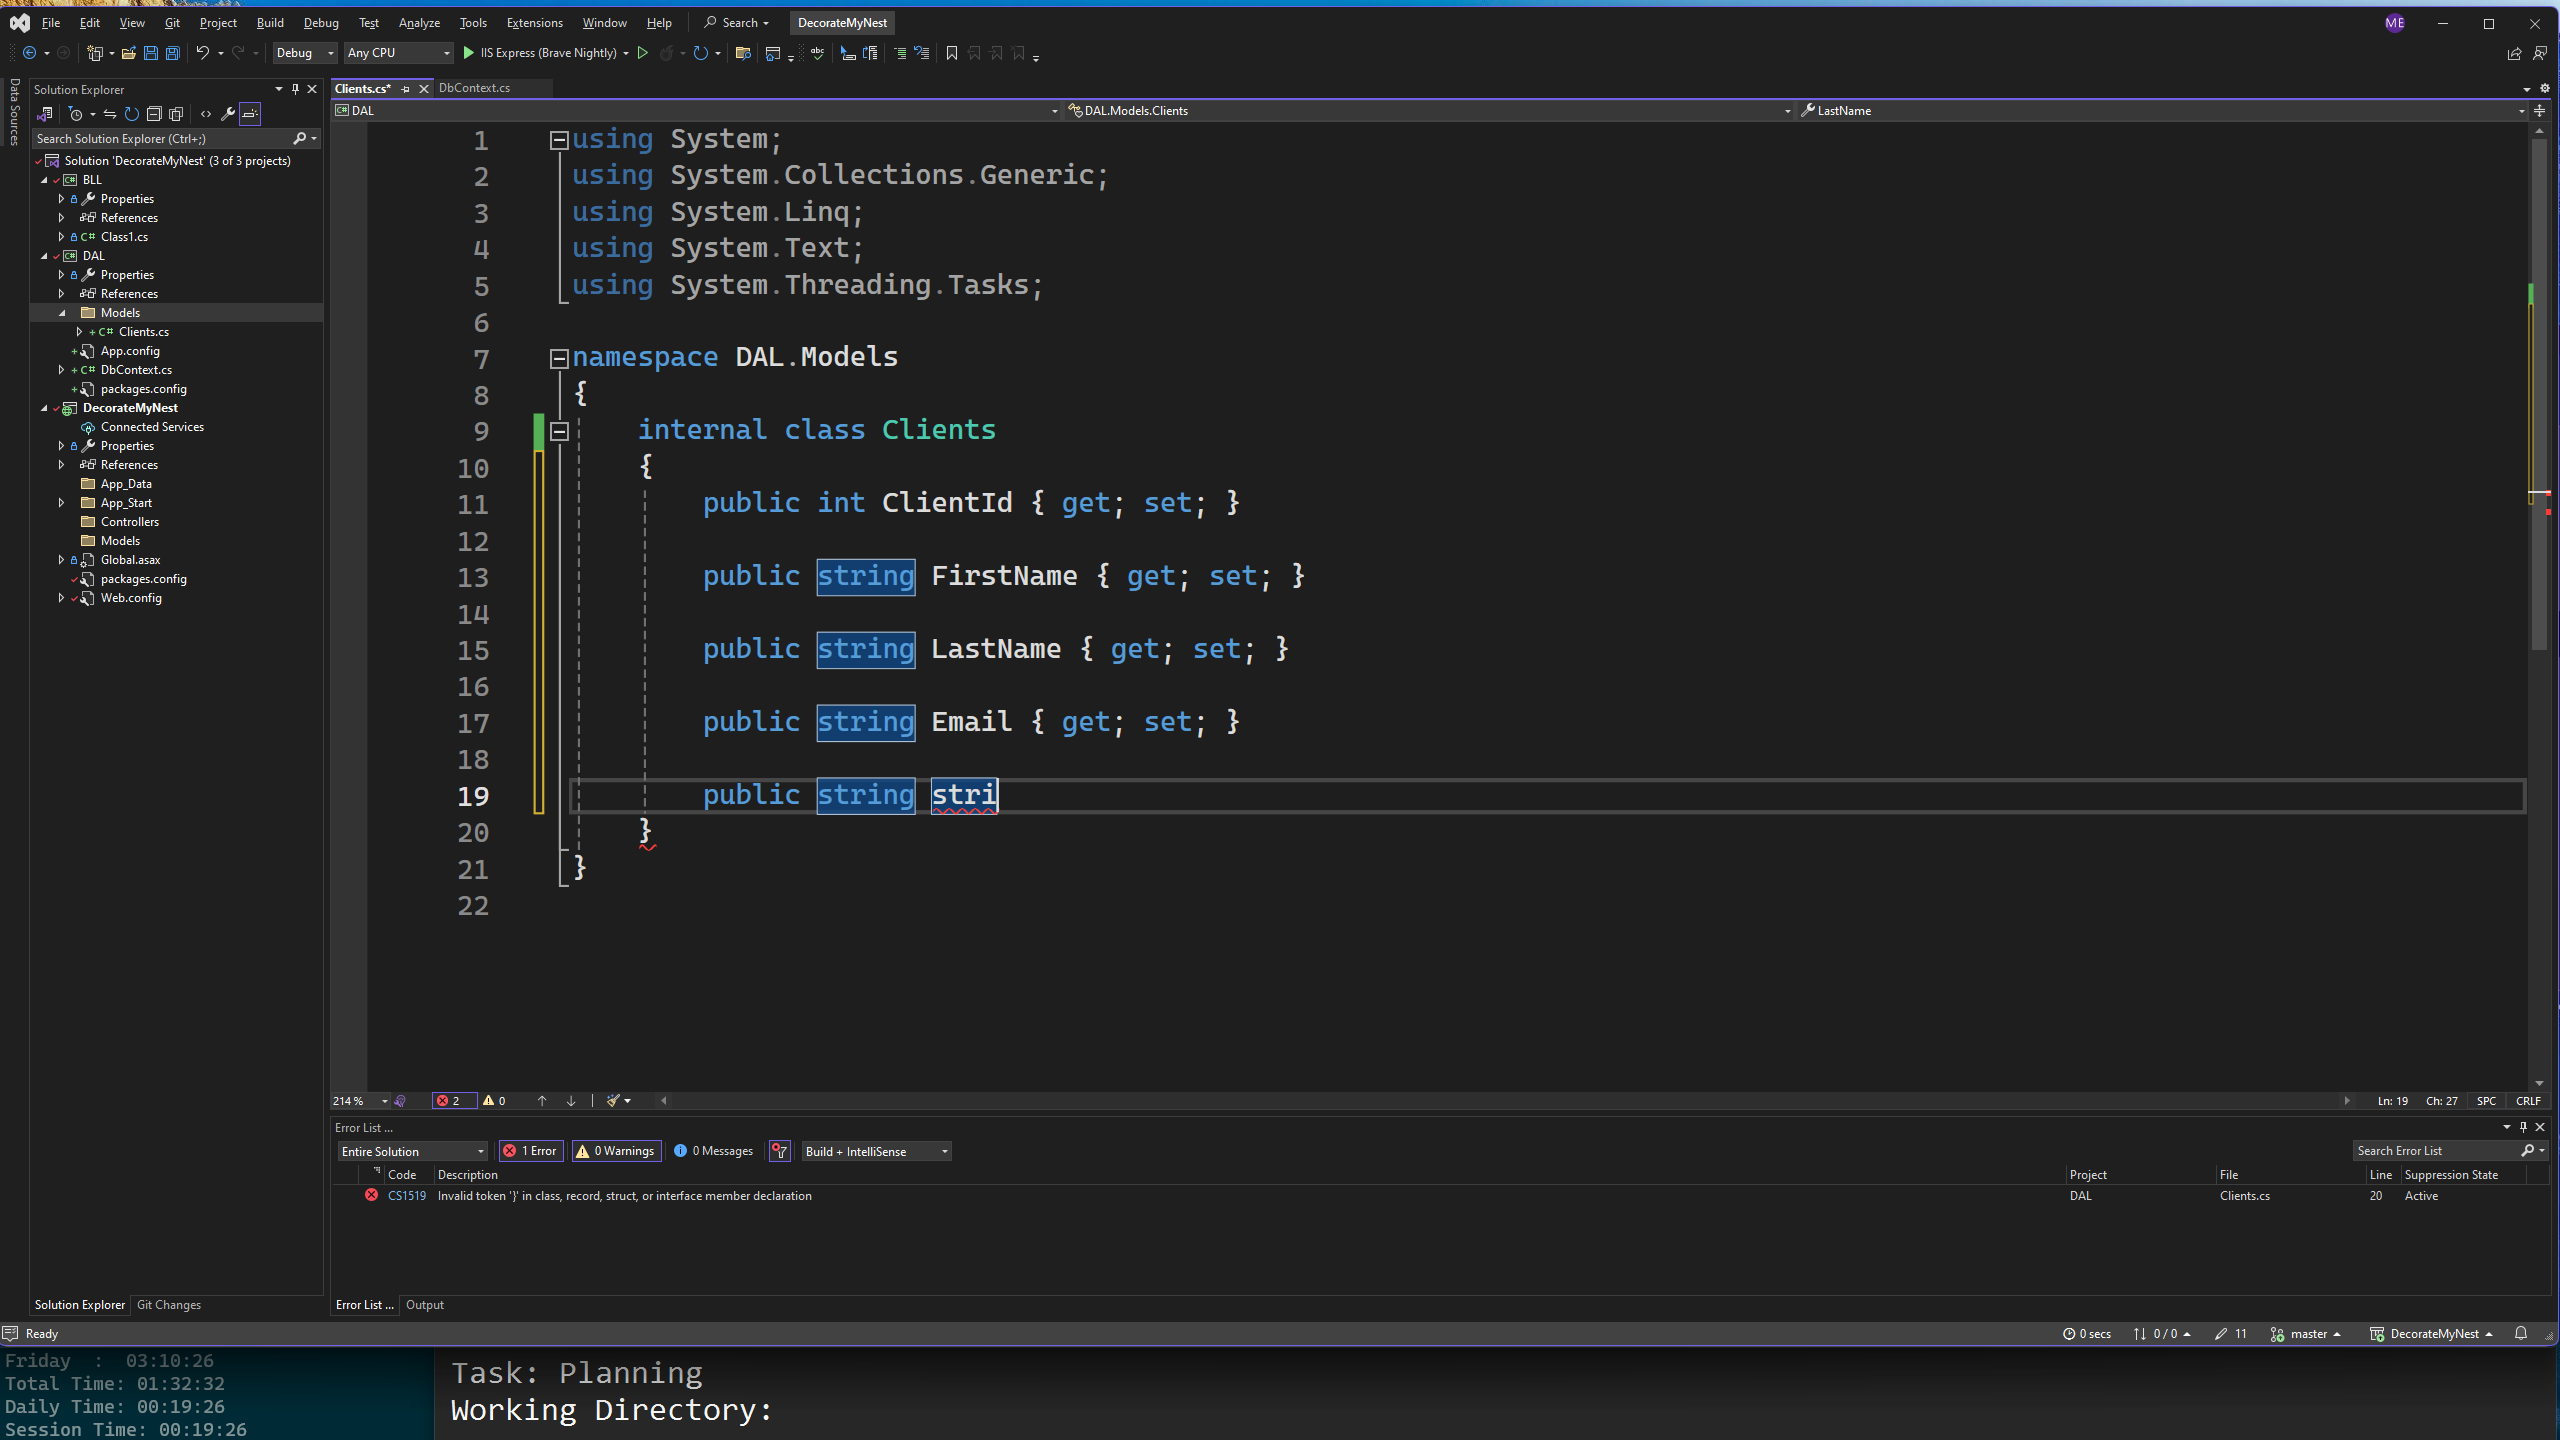 File Edit View Git Project Build Debug Test Analyze Tools Extensions Window Help Search DecorateMyNest ME
Debug Any CPU IIS Express (Brave Nightly)
Data Sources
Solution Explorer
Search Solution Explorer (Ctrl+;)
Solution 'DecorateMyNest' (3 of 3 projects)
BLL
Properties
References
C# Class1.cs
DAL
Properties
References
Models
C# Clients.cs
App.config
C# DbContext.cs
packages.config
DecorateMyNest
Connected Services
Properties
References
App_Data
App_Start
Controllers
Models
Global.asax
packages.config
Web.config
Solution Explorer Git Changes
Clients.cs* DbContext.cs
DAL DAL.Models.Clients LastName
1 using System;
2 using System.Collections.Generic;
3 using System.Linq;
4 using System.Text;
5 using System.Threading.Tasks;
6
7 namespace DAL.Models
8 {
9 internal class Clients
10 {
11 public int ClientId { get; set; }
12
13 public string FirstName { get; set; }
14
15 public string LastName { get; set; }
16
17 public string Email { get; set; }
18
19 public string stri
20 }
21 }
22
214 % 2 0 Ln: 19 Ch: 27 SPC CRLF
Error List ...
Entire Solution 1 Error 0 Warnings 0 Messages Build + IntelliSense Search Error List
Code Description Project File Line Suppression State
CS1519 Invalid token '}' in class, record, struct, or interface member declaration DAL Clients.cs 20 Active
Error List ... Output
Ready 0 secs 0 / 0 11 master DecorateMyNest
Friday : 03:10:26
Total Time: 01:32:32
Daily Time: 00:19:26
Session Time: 00:19:26
Task: Planning
Working Directory: